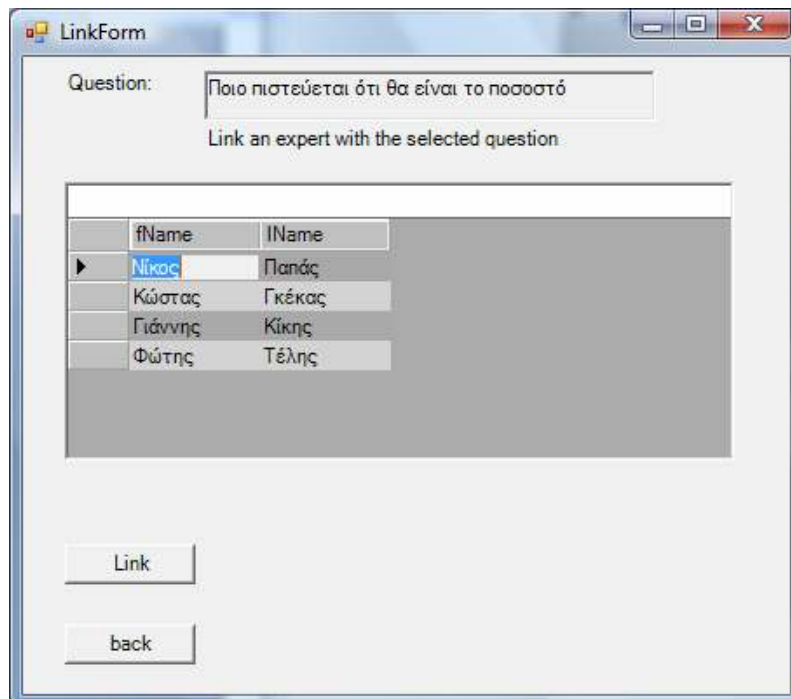 LinkForm
Question: Ποιο πιστεύεται ότι θα είναι το ποσοστό
Link an expert with the selected question
fName lName
Νίκος Παπάς
Κώστας Γκέκας
Γιάννης Κίκης
Φώτης Τέλης
Link
back